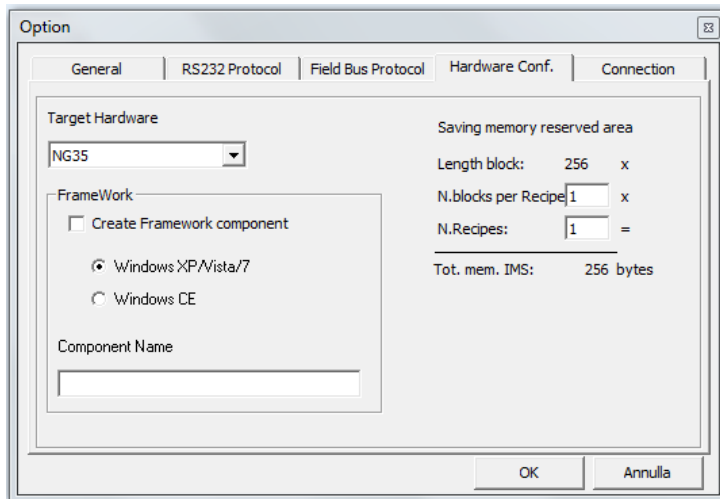 Option
General RS232 Protocol Field Bus Protocol Hardware Conf. Connection
Target Hardware
NG35
FrameWork
Create Framework component
Windows XP/Vista/7
Windows CE
Component Name
Saving memory reserved area
Length block: 256 x
N.blocks per Recipe 1 x
N.Recipes: 1 =
Tot. mem. IMS: 256 bytes
OK Annulla